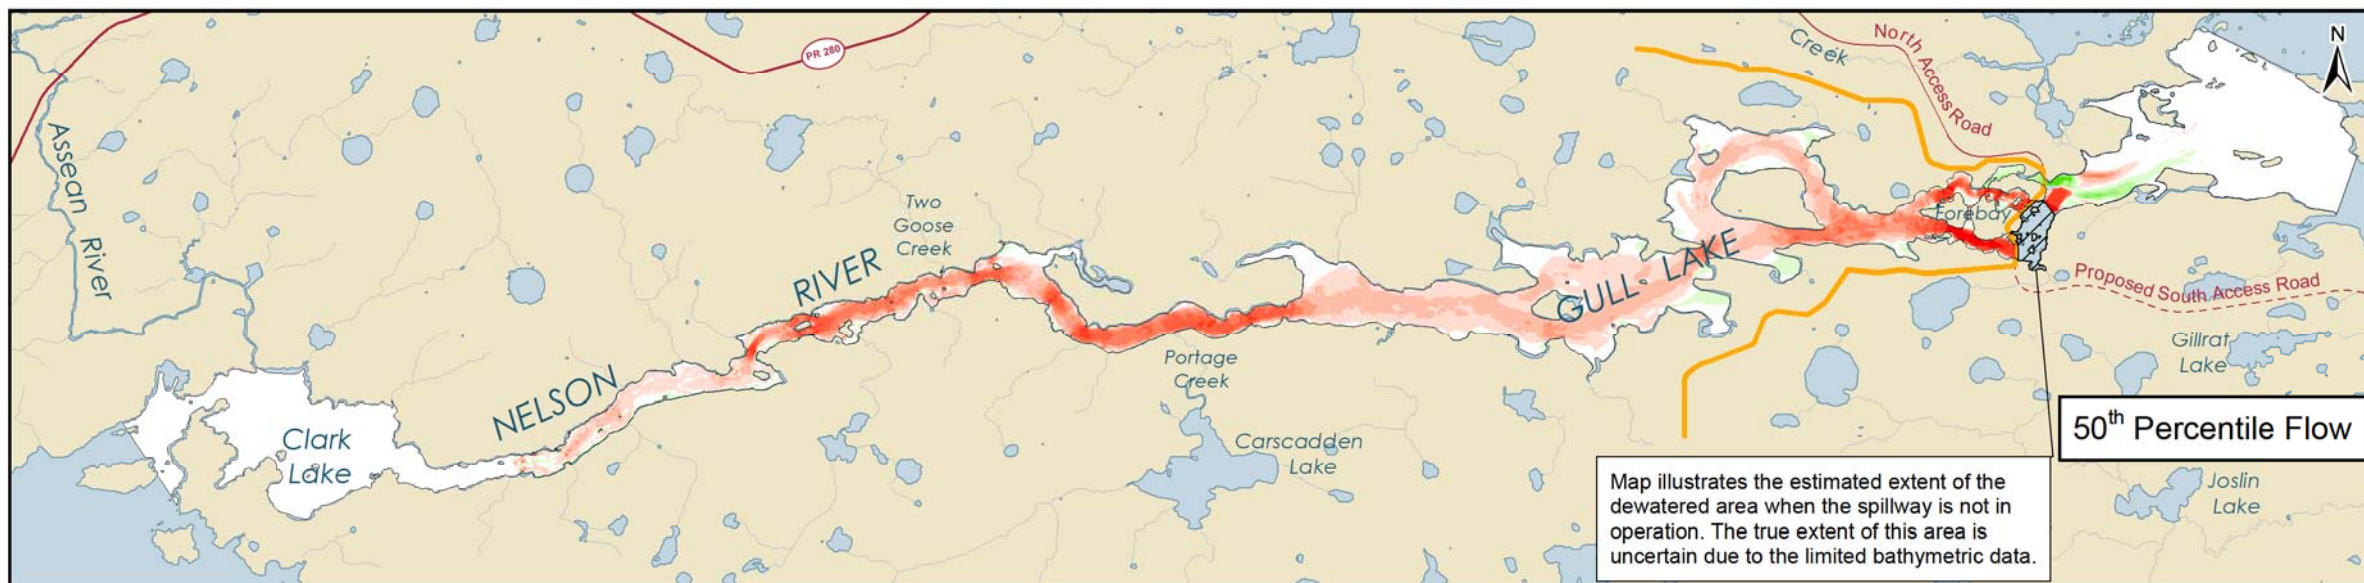 PR 280
North
Access
Road
Creek
N
Assean
River
Two
Goose
Creek
RIVER
NELSON
Forebay
GULL LAKE
Proposed South Access Road
Gillrat
Lake
Portage
Creek
50th Percentile Flow
Clark
Lake
Carscadden
Lake
Map illustrates the estimated extent of the
dewatered area when the spillway is not in
operation. The true extent of this area is
uncertain due to the limited bathymetric data.
Joslin
Lake